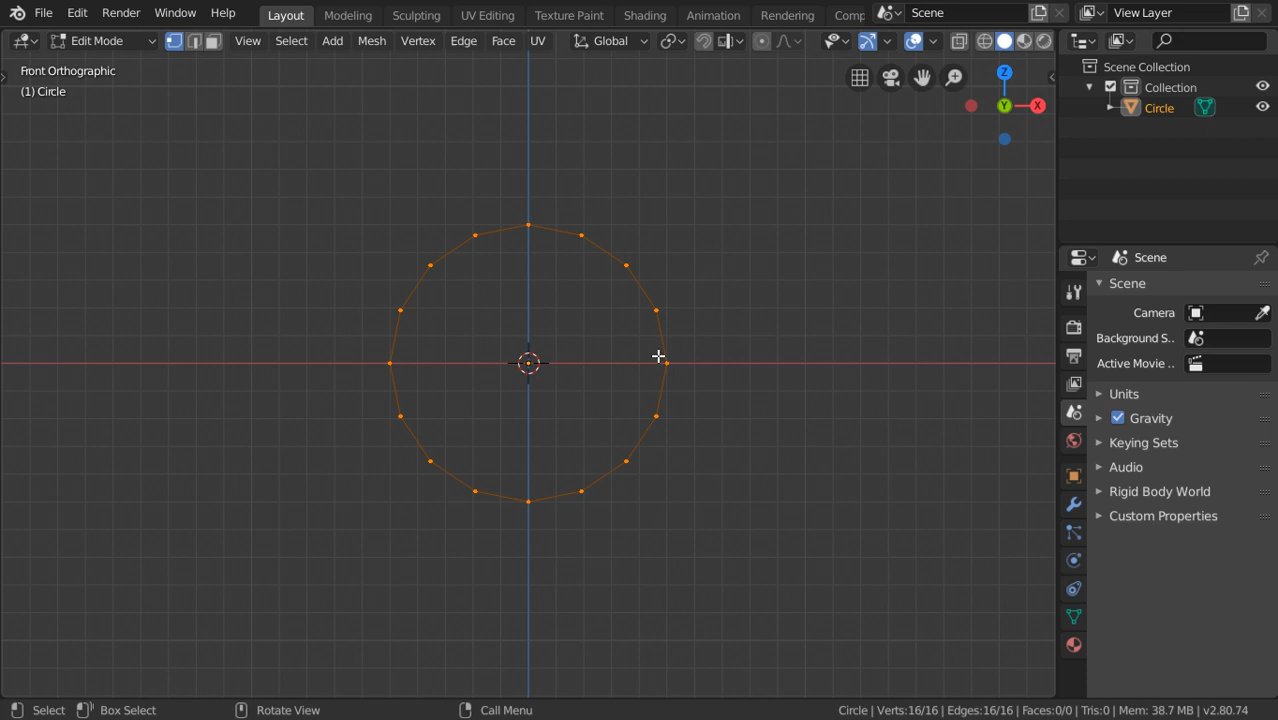 File Edit Render Window Help Layout Modeling Sculpting UV Editing Texture Paint Shading Animation Rendering Comp Scene View Layer
Edit Mode View Select Add Mesh Vertex Edge Face UV Global
Front Orthographic
(1) Circle
Z
Y
X
Scene Collection
Collection
Circle
Scene
Scene
Camera
Background S..
Active Movie ..
Units
Gravity
Keying Sets
Audio
Rigid Body World
Custom Properties
Select Box Select Rotate View Call Menu Circle | Verts:16/16 | Edges:16/16 | Faces:0/0 | Tris:0 | Mem: 38.7 MB | v2.80.74